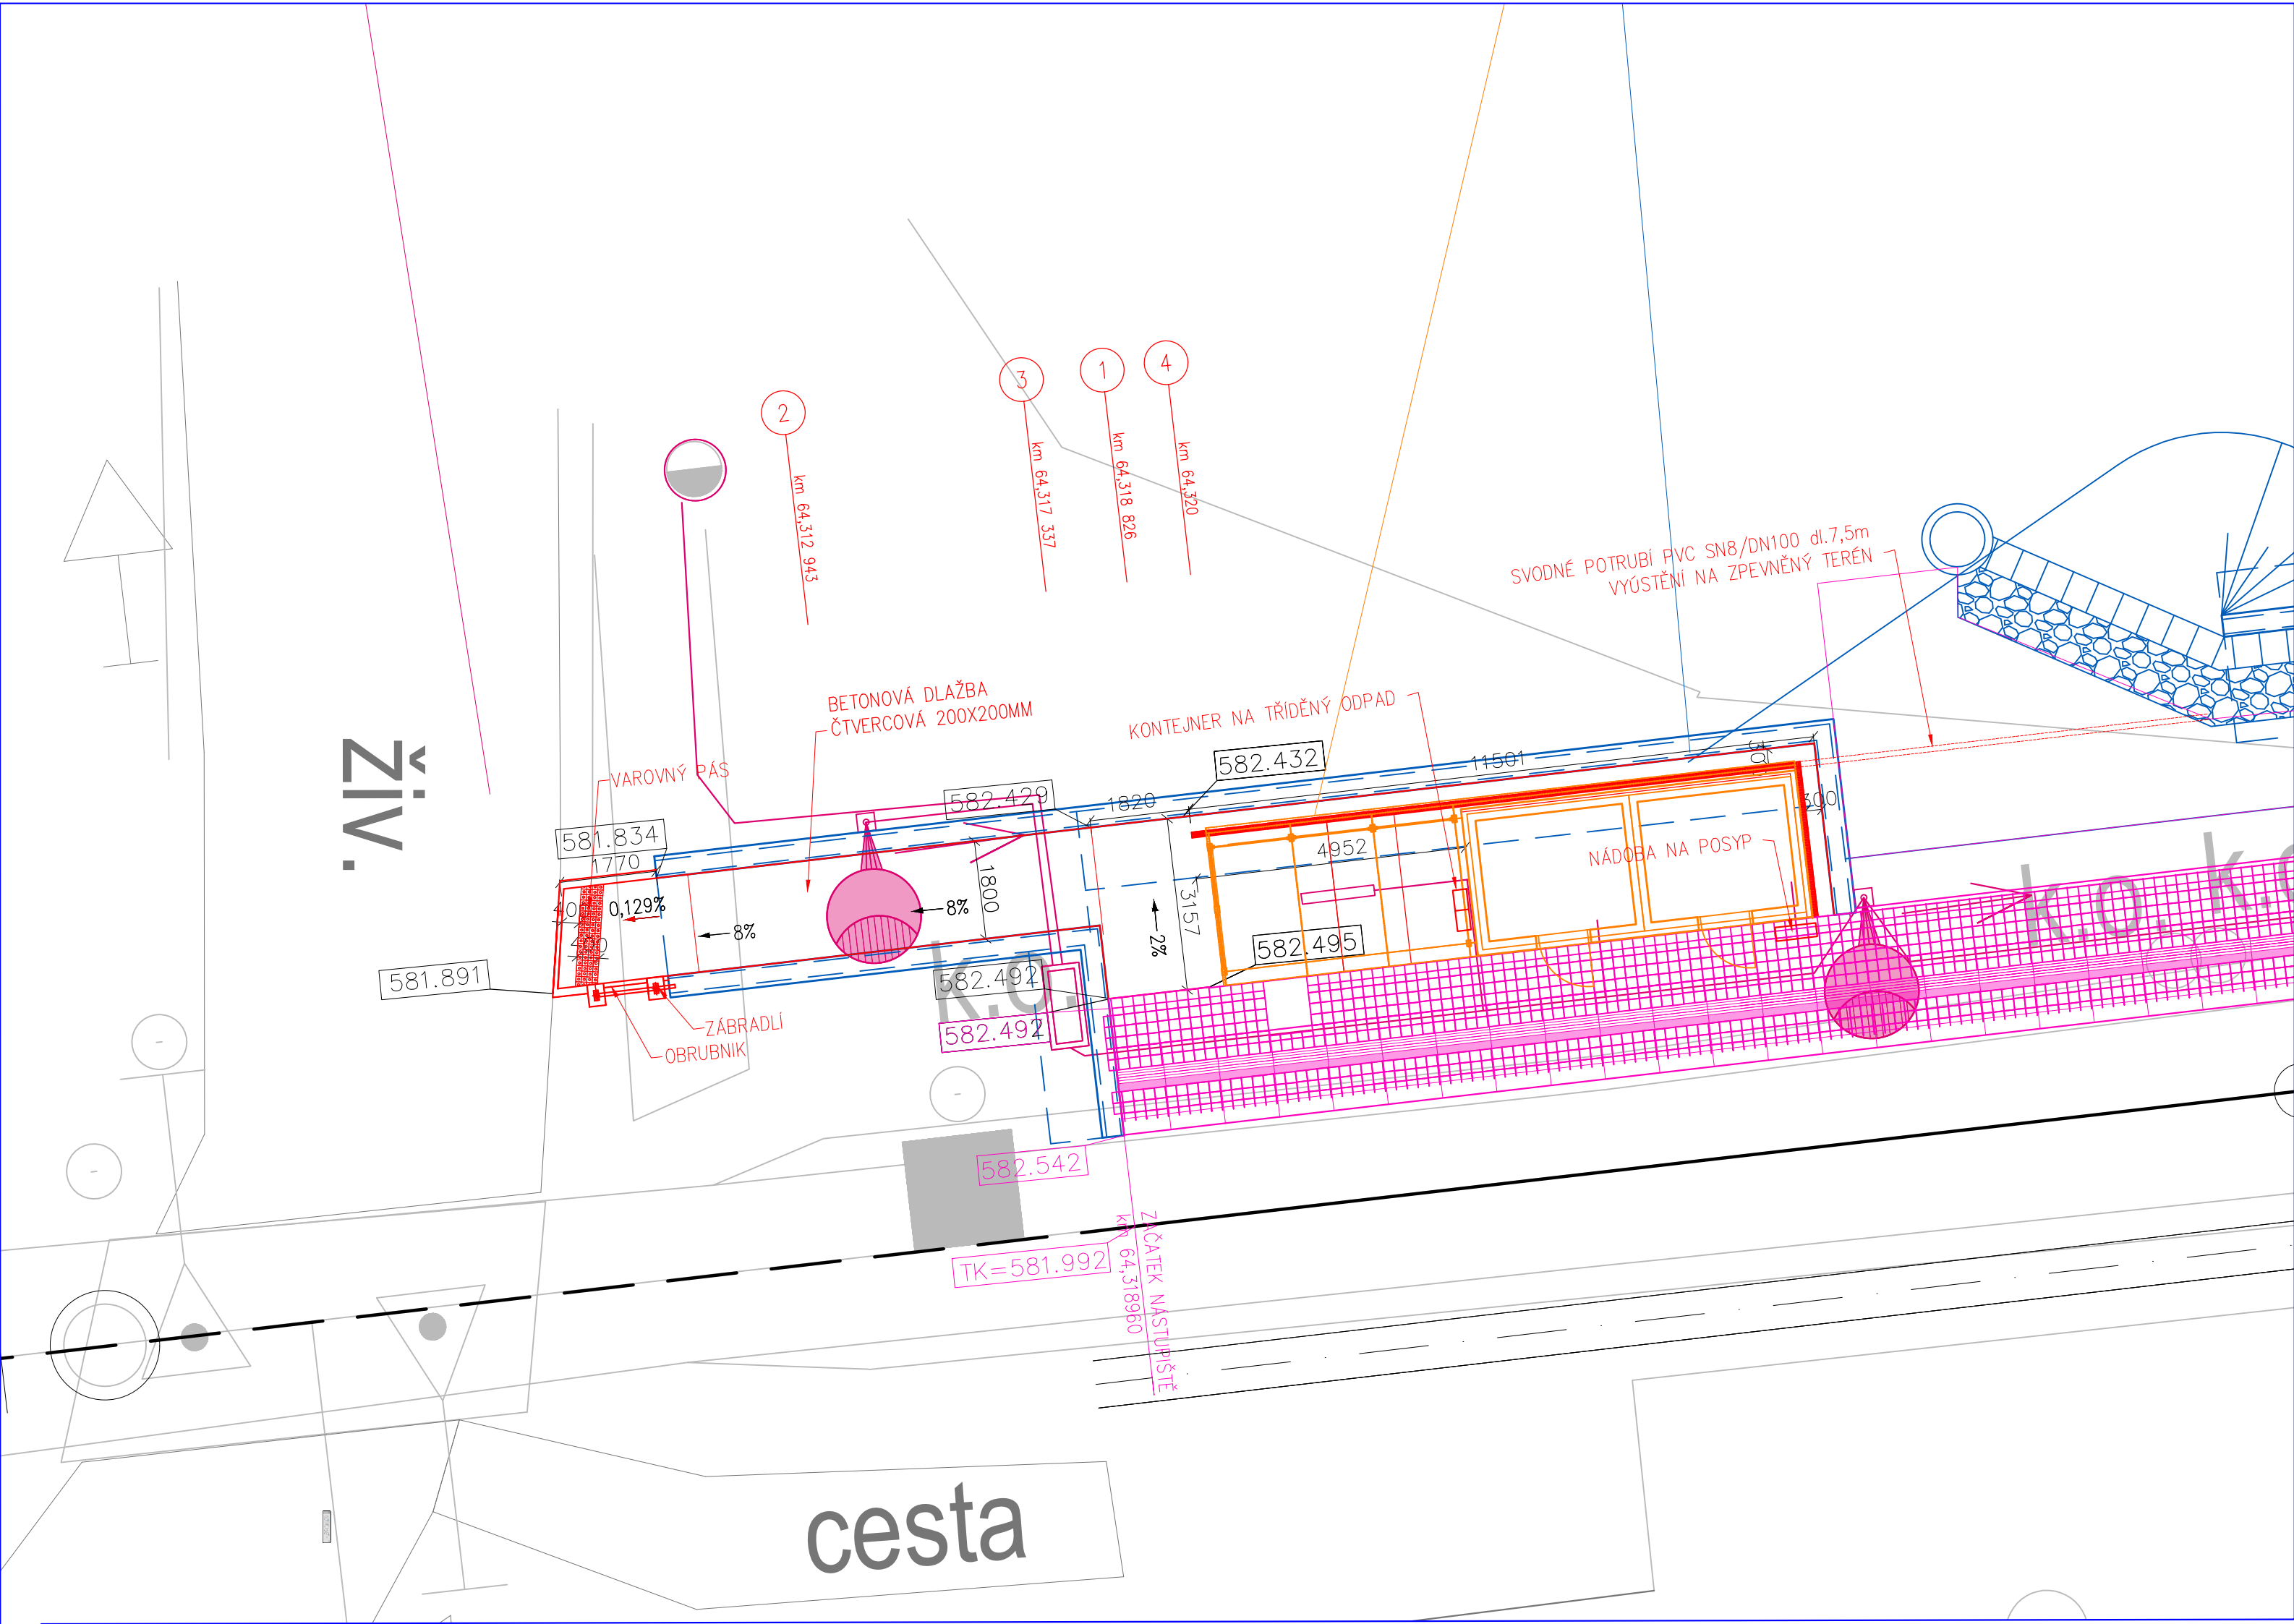 2
km 64,312 943
3
km 64,317 337
1
km 64,318 826
4
km 64,320
SVODNÉ POTRUBÍ PVC SN8/DN100 dl.7,5m
VYÚSTĚNÍ NA ZPEVNĚNÝ TERÉN
BETONOVÁ DLAŽBA
ČTVERCOVÁ 200X200MM
KONTEJNER NA TŘÍDĚNÝ ODPAD
582.432
11501
živ.
VAROVNÝ PÁS
582.429
1820
300
581.834
1770
4952
NÁDOBA NA POSYP
1800
400
0,129%
8%
8%
3157
2%
400
582.495
k.o.
k.o.
581.891
582.492
k.o.
582.492
ZÁBRADLÍ
OBRUBNIK
582.542
TK=581.992
ZAČATEK NÁSTUPIŠTĚ
km 64,318960
cesta